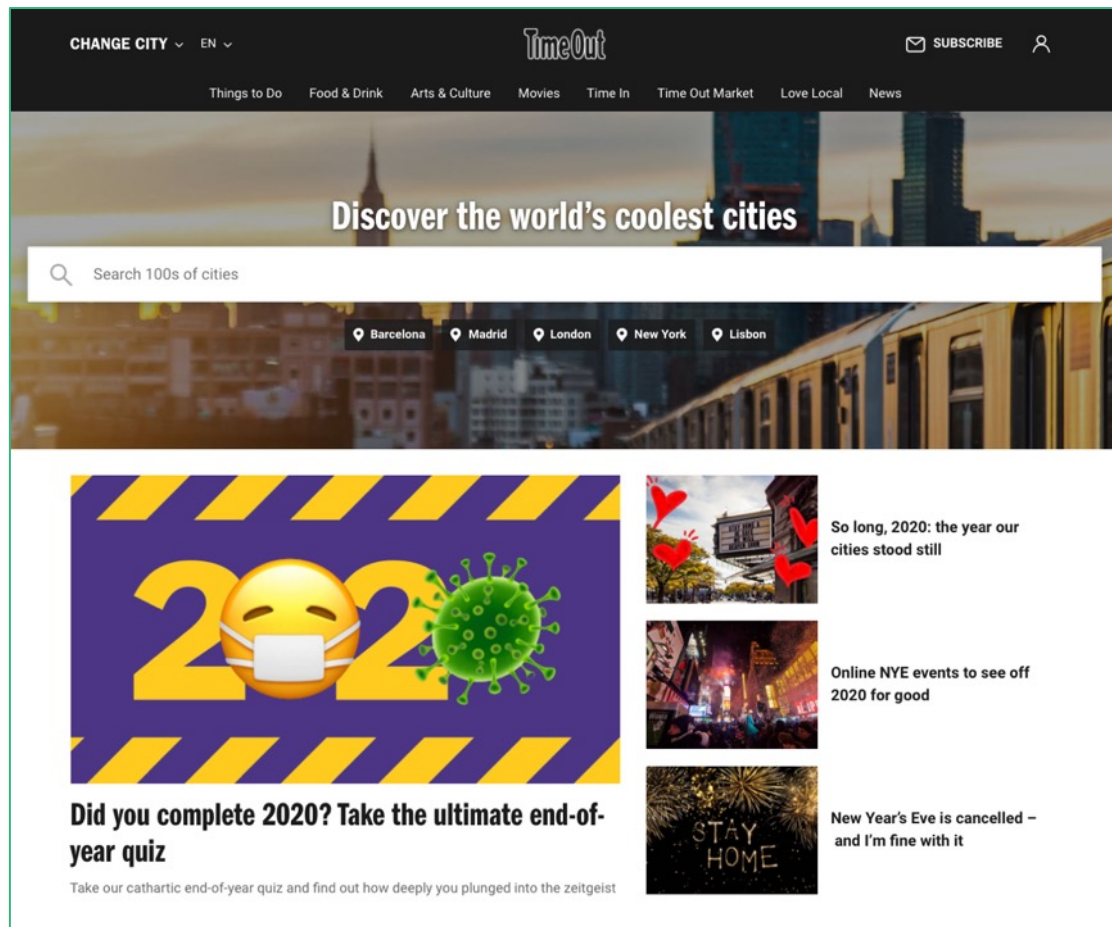 CHANGE CITY EN TimeOut SUBSCRIBE
Things to Do Food & Drink Arts & Culture Movies Time In Time Out Market Love Local News
Discover the world's coolest cities
Search 100s of cities
Barcelona Madrid London New York Lisbon
2020
Did you complete 2020? Take the ultimate end-of-
year quiz
Take our cathartic end-of-year quiz and find out how deeply you plunged into the zeitgeist
So long, 2020: the year our
cities stood still
Online NYE events to see off
2020 for good
STAY
HOME
New Year's Eve is cancelled –
and I'm fine with it